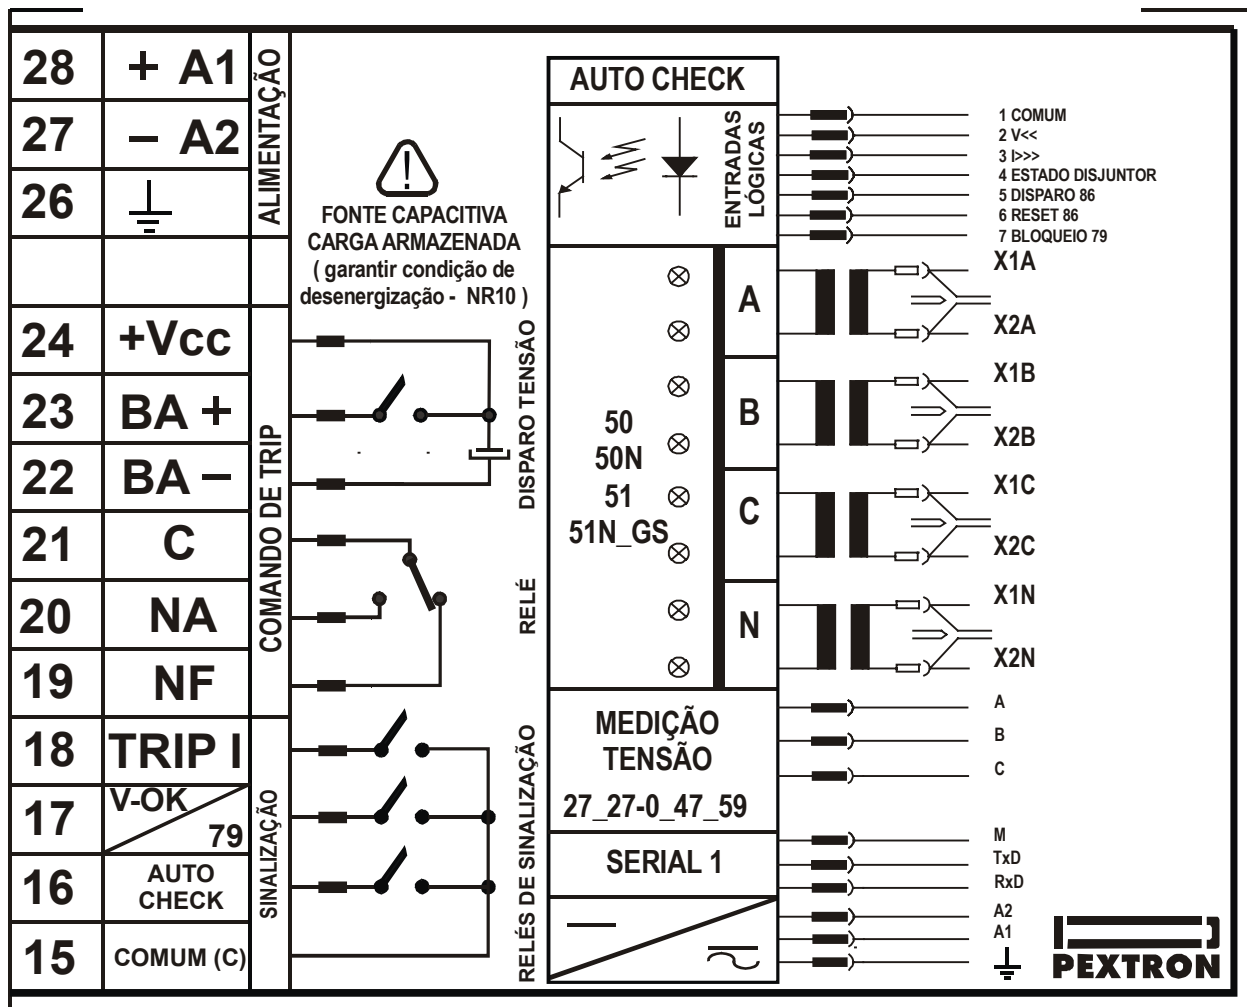 28 + A1
27 – A2
26
ALIMENTAÇÃO
24 +Vcc
23 BA +
22 BA –
21 C
20 NA
19 NF
COMANDO DE TRIP
18 TRIP I
17 V-OK 79
16 AUTO
CHECK
15 COMUM (C)
SINALIZAÇÃO
!
FONTE CAPACITIVA
CARGA ARMAZENADA
( garantir condição de
desenergização - NR10 )
DISPARO TENSÃO
RELÉ
RELÉS DE SINALIZAÇÃO
AUTO CHECK
ENTRADAS
LÓGICAS
50
50N
51
51N_GS
A
B
C
N
MEDIÇÃO
TENSÃO
27_27-0_47_59
SERIAL 1
1 COMUM
2 V<<
3 I>>>
4 ESTADO DISJUNTOR
5 DISPARO 86
6 RESET 86
7 BLOQUEIO 79
X1A
X2A
X1B
X2B
X1C
X2C
X1N
X2N
A
B
C
M
TxD
RxD
A2
A1
PEXTRON